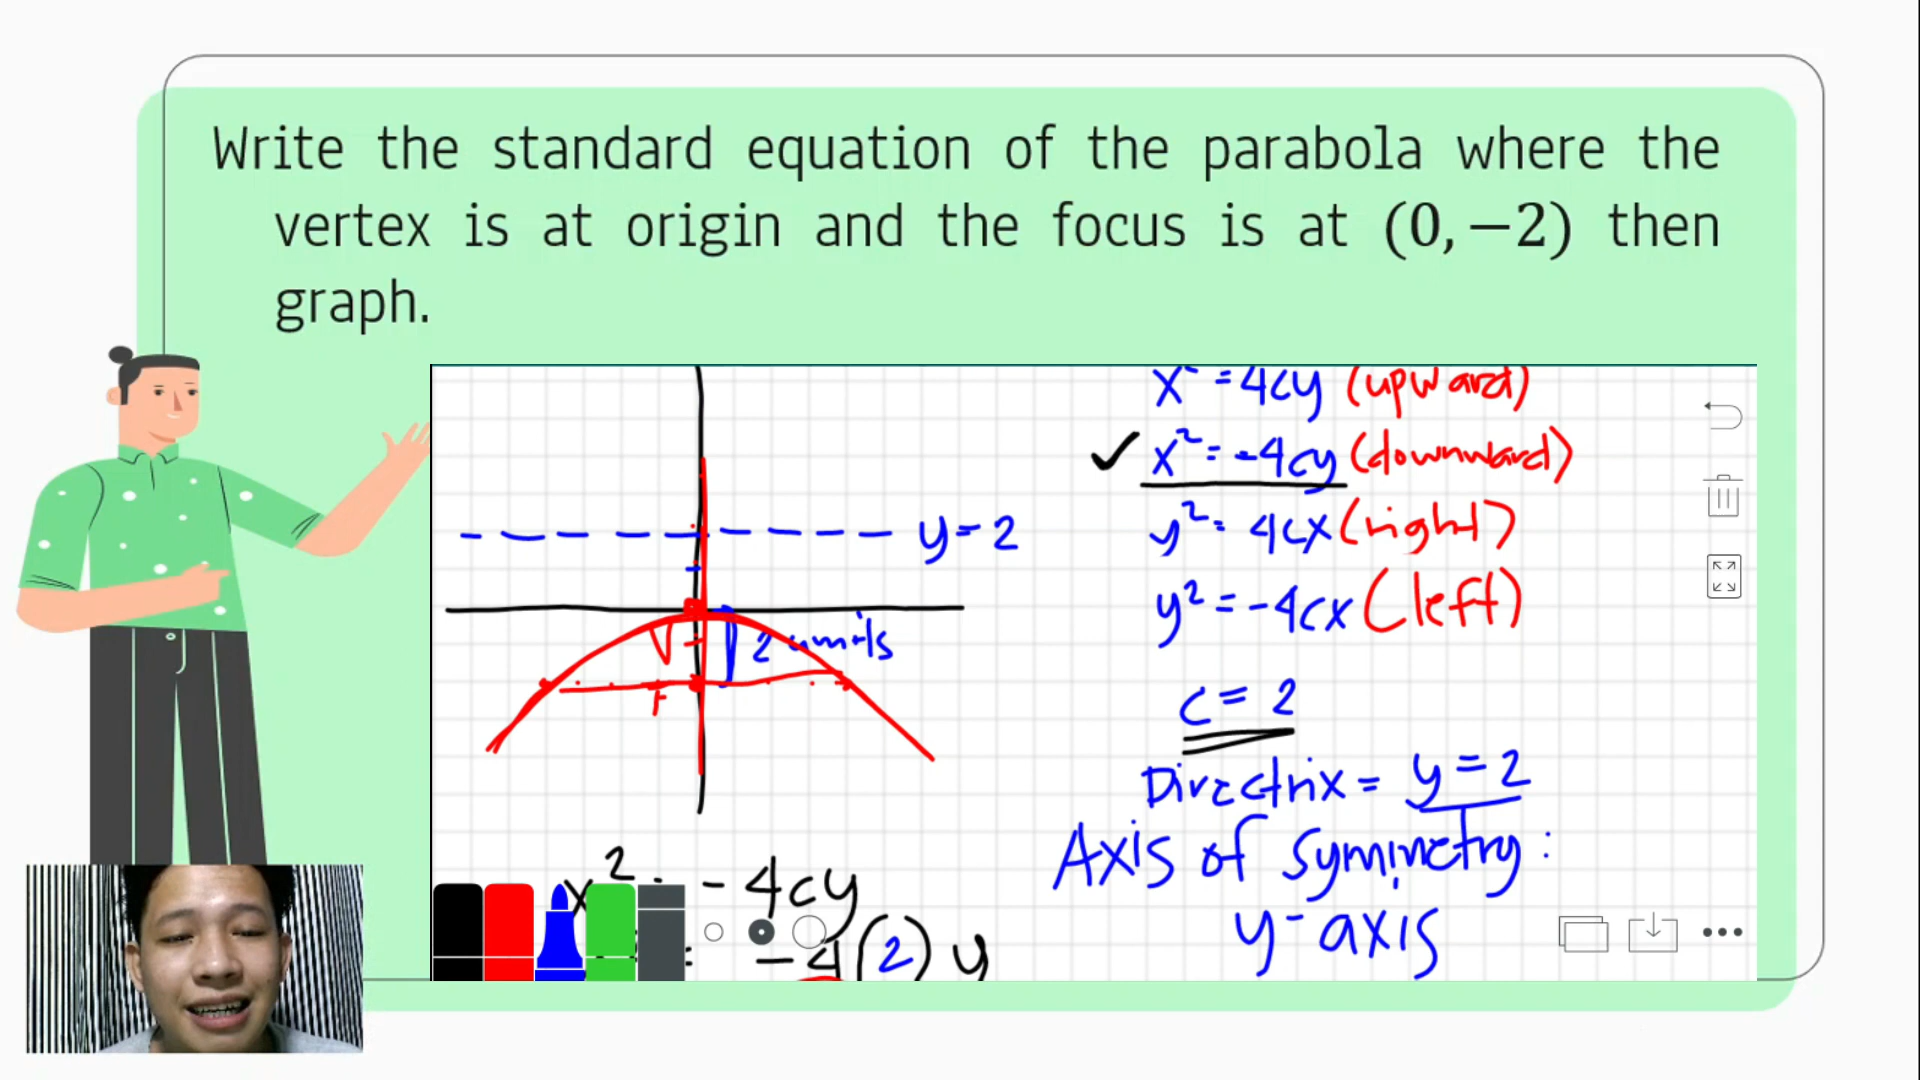 Write the standard equation of the parabola where the
vertex is at origin and the focus is at (0, −2) then
graph.
x² = 4cy (upward)
✓ x² = -4cy (downward)
y² = 4cx (right)
y² = -4cx (left)
y = 2
V
2 units
F
c = 2
Directrix = y = 2
Axis of symmetry:
y-axis
x² = -4cy
= -4(2) y